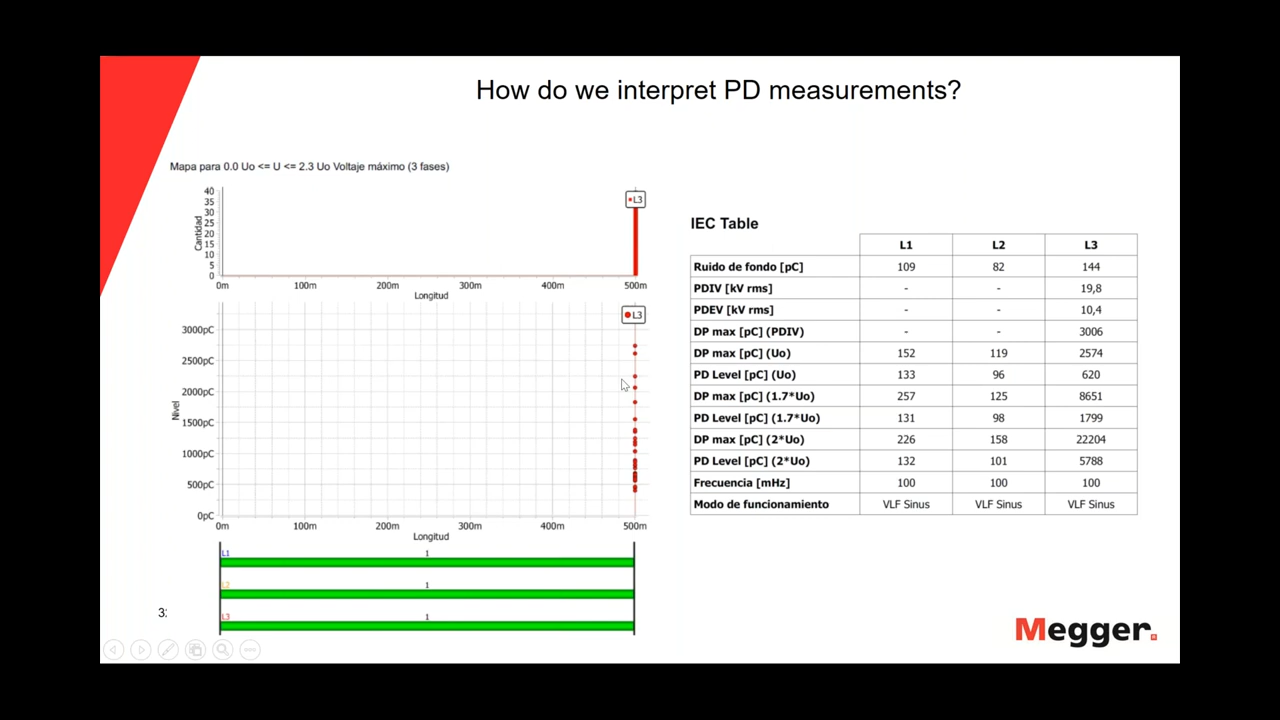 How do we interpret PD measurements?
Mapa para 0.0 Uo <= U <= 2.3 Uo Voltaje máximo (3 fases)
Cantidad
40
35
30
25
20
15
10
5
0
L3
0m 100m 200m 300m 400m 500m
Longitud
Nivel
3000pC
2500pC
2000pC
1500pC
1000pC
500pC
0pC
L3
0m 100m 200m 300m 400m 500m
Longitud
L1 1
L2 1
L3 1
IEC Table
L1 L2 L3
Ruido de fondo [pC] 109 82 144
PDIV [kV rms] - - 19,8
PDEV [kV rms] - - 10,4
DP max [pC] (PDIV) - - 3006
DP max [pC] (Uo) 152 119 2574
PD Level [pC] (Uo) 133 96 620
DP max [pC] (1.7*Uo) 257 125 8651
PD Level [pC] (1.7*Uo) 131 98 1799
DP max [pC] (2*Uo) 226 158 22204
PD Level [pC] (2*Uo) 132 101 5788
Frecuencia [mHz] 100 100 100
Modo de funcionamiento VLF Sinus VLF Sinus VLF Sinus
Megger.